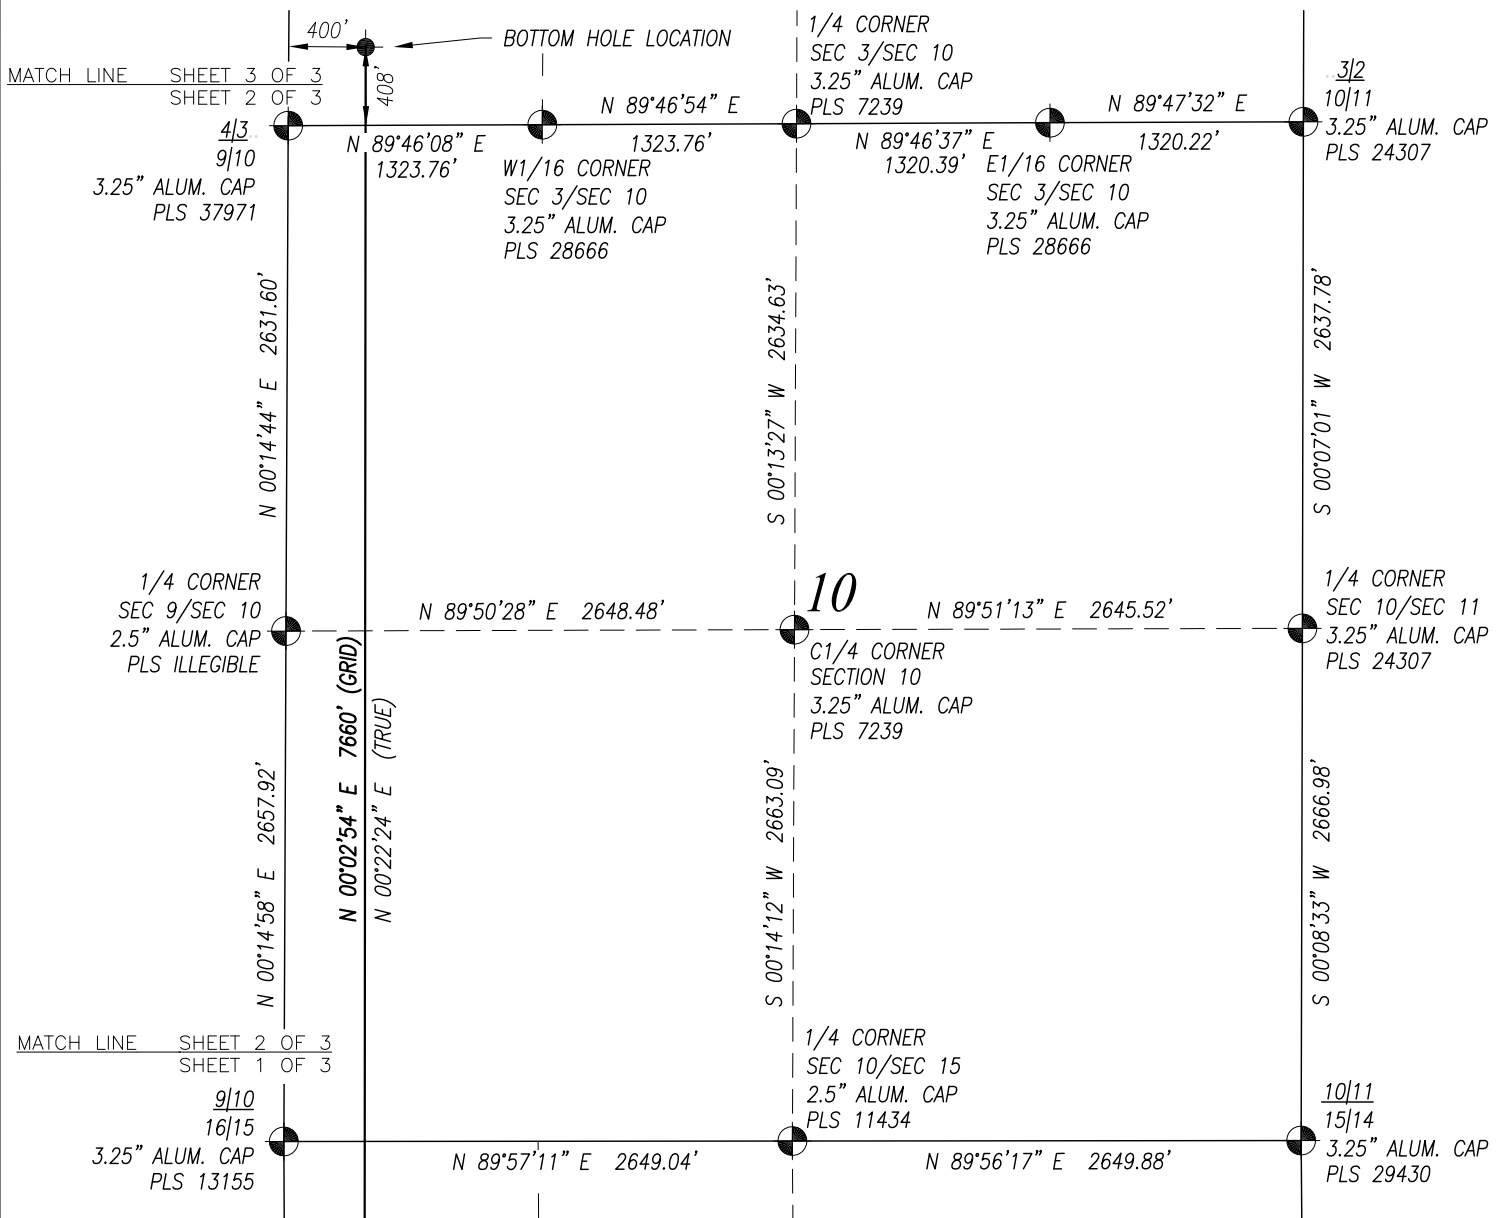 400'
BOTTOM HOLE LOCATION
408'
MATCH LINE SHEET 3 OF 3
SHEET 2 OF 3
1/4 CORNER
SEC 3/SEC 10
3.25" ALUM. CAP
PLS 7239
3|2
10|11
3.25" ALUM. CAP
PLS 24307
4|3
9|10
3.25" ALUM. CAP
PLS 37971
N 89°46'08" E
1323.76'
N 89°46'54" E
1323.76'
N 89°46'37" E
1320.39'
N 89°47'32" E
1320.22'
W1/16 CORNER
SEC 3/SEC 10
3.25" ALUM. CAP
PLS 28666
E1/16 CORNER
SEC 3/SEC 10
3.25" ALUM. CAP
PLS 28666
N 00°14'44" E 2631.60'
S 00°13'27" W 2634.63'
S 00°07'01" W 2637.78'
1/4 CORNER
SEC 9/SEC 10
2.5" ALUM. CAP
PLS ILLEGIBLE
N 89°50'28" E 2648.48'
10
N 89°51'13" E 2645.52'
C1/4 CORNER
SECTION 10
3.25" ALUM. CAP
PLS 7239
1/4 CORNER
SEC 10/SEC 11
3.25" ALUM. CAP
PLS 24307
N 00°14'58" E 2657.92'
N 00°02'54" E 7660' (GRID)
N 00°22'24" E (TRUE)
S 00°14'12" W 2663.09'
S 00°08'33" W 2666.98'
MATCH LINE SHEET 2 OF 3
SHEET 1 OF 3
9|10
16|15
3.25" ALUM. CAP
PLS 13155
1/4 CORNER
SEC 10/SEC 15
2.5" ALUM. CAP
PLS 11434
10|11
15|14
3.25" ALUM. CAP
PLS 29430
N 89°57'11" E 2649.04'
N 89°56'17" E 2649.88'